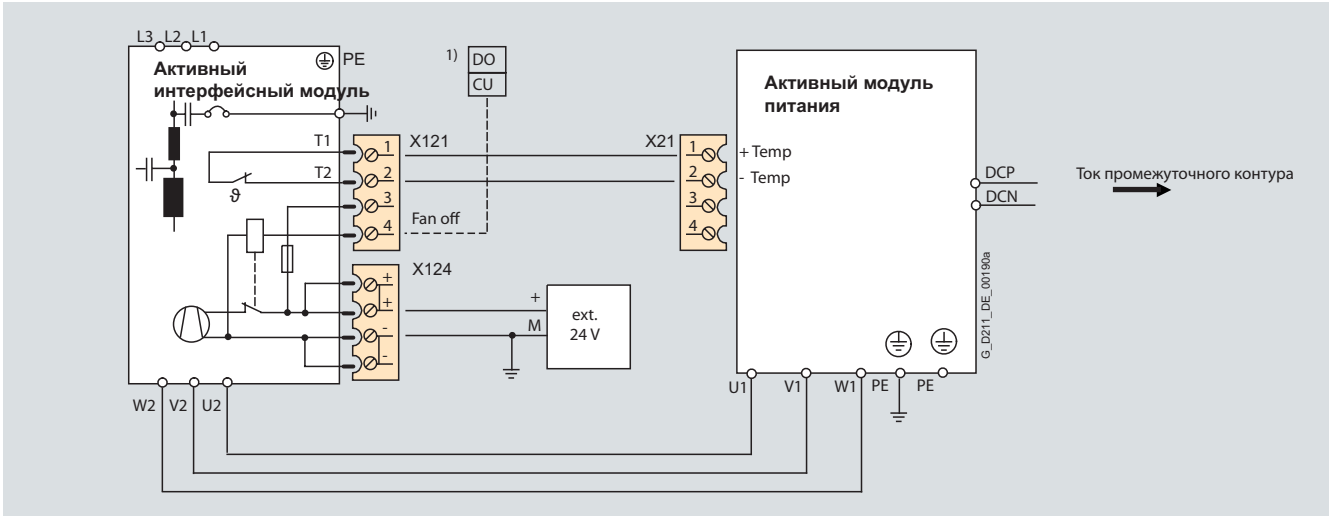 L3 L2 L1
PE
Активный
интерфейсный модуль
1) DO
CU
Активный модуль
питания
T1
T2
ϑ
1
2
3
4
X121
Fan off
X21
1
2
3
4
+ Temp
- Temp
DCP
DCN
Ток промежуточного контура
X124
+
+
-
-
+
M
ext.
24 V
G_D211_DE_00190a
W2 V2 U2
U1 V1 W1 PE PE